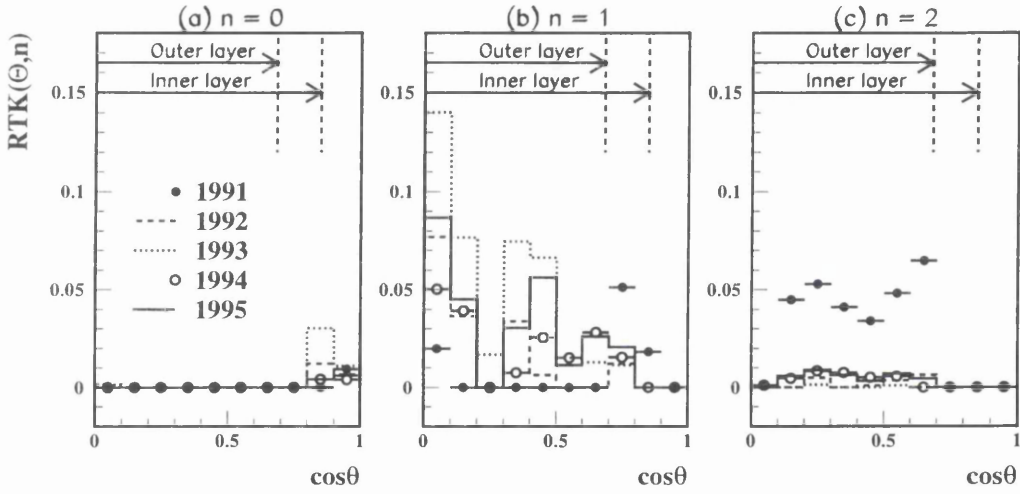 (a) n = 0
(b) n = 1
(c) n = 2
RTK(Θ,n)
Outer layer
Inner layer
0.15
0.1
0.05
0
1991
1992
1993
1994
1995
0 0.5 1
cosθ
Outer layer
Inner layer
0.15
0.1
0.05
0
0 0.5 1
cosθ
Outer layer
Inner layer
0.15
0.1
0.05
0
0 0.5 1
cosθ